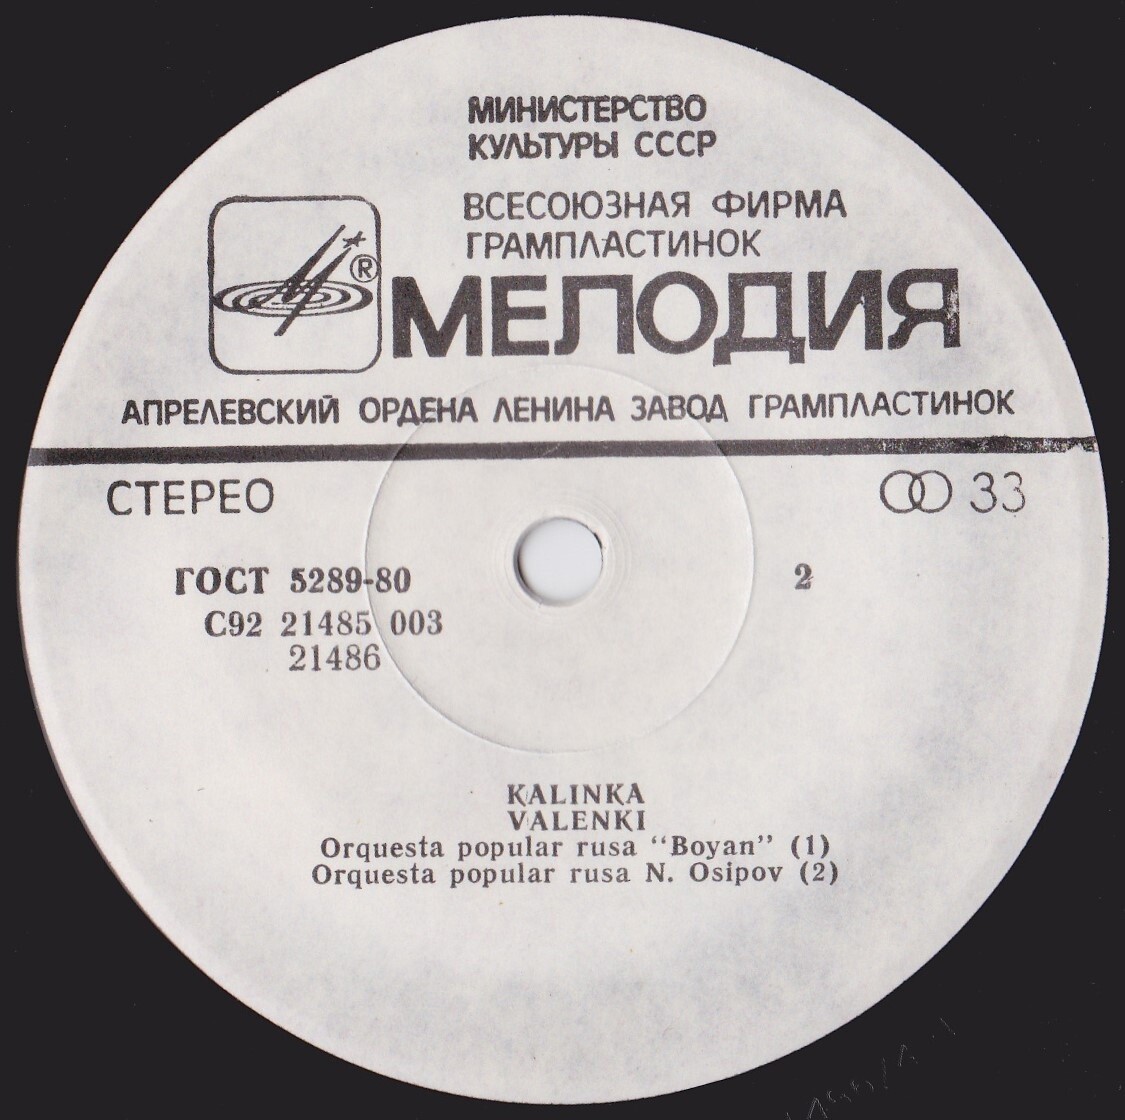 МИНИСТЕРСТВО
КУЛЬТУРЫ СССР
ВСЕСОЮЗНАЯ ФИРМА
ГРАМПЛАСТИНОК
®
МЕЛОДИЯ
АПРЕЛЕВСКИЙ ОРДЕНА ЛЕНИНА ЗАВОД ГРАМПЛАСТИНОК
СТЕРЕО
33
ГОСТ 5289-80
2
С92 21485 003
21486
KALINKA
VALENKI
Orquesta popular rusa “Boyan” (1)
Orquesta popular rusa N. Osipov (2)